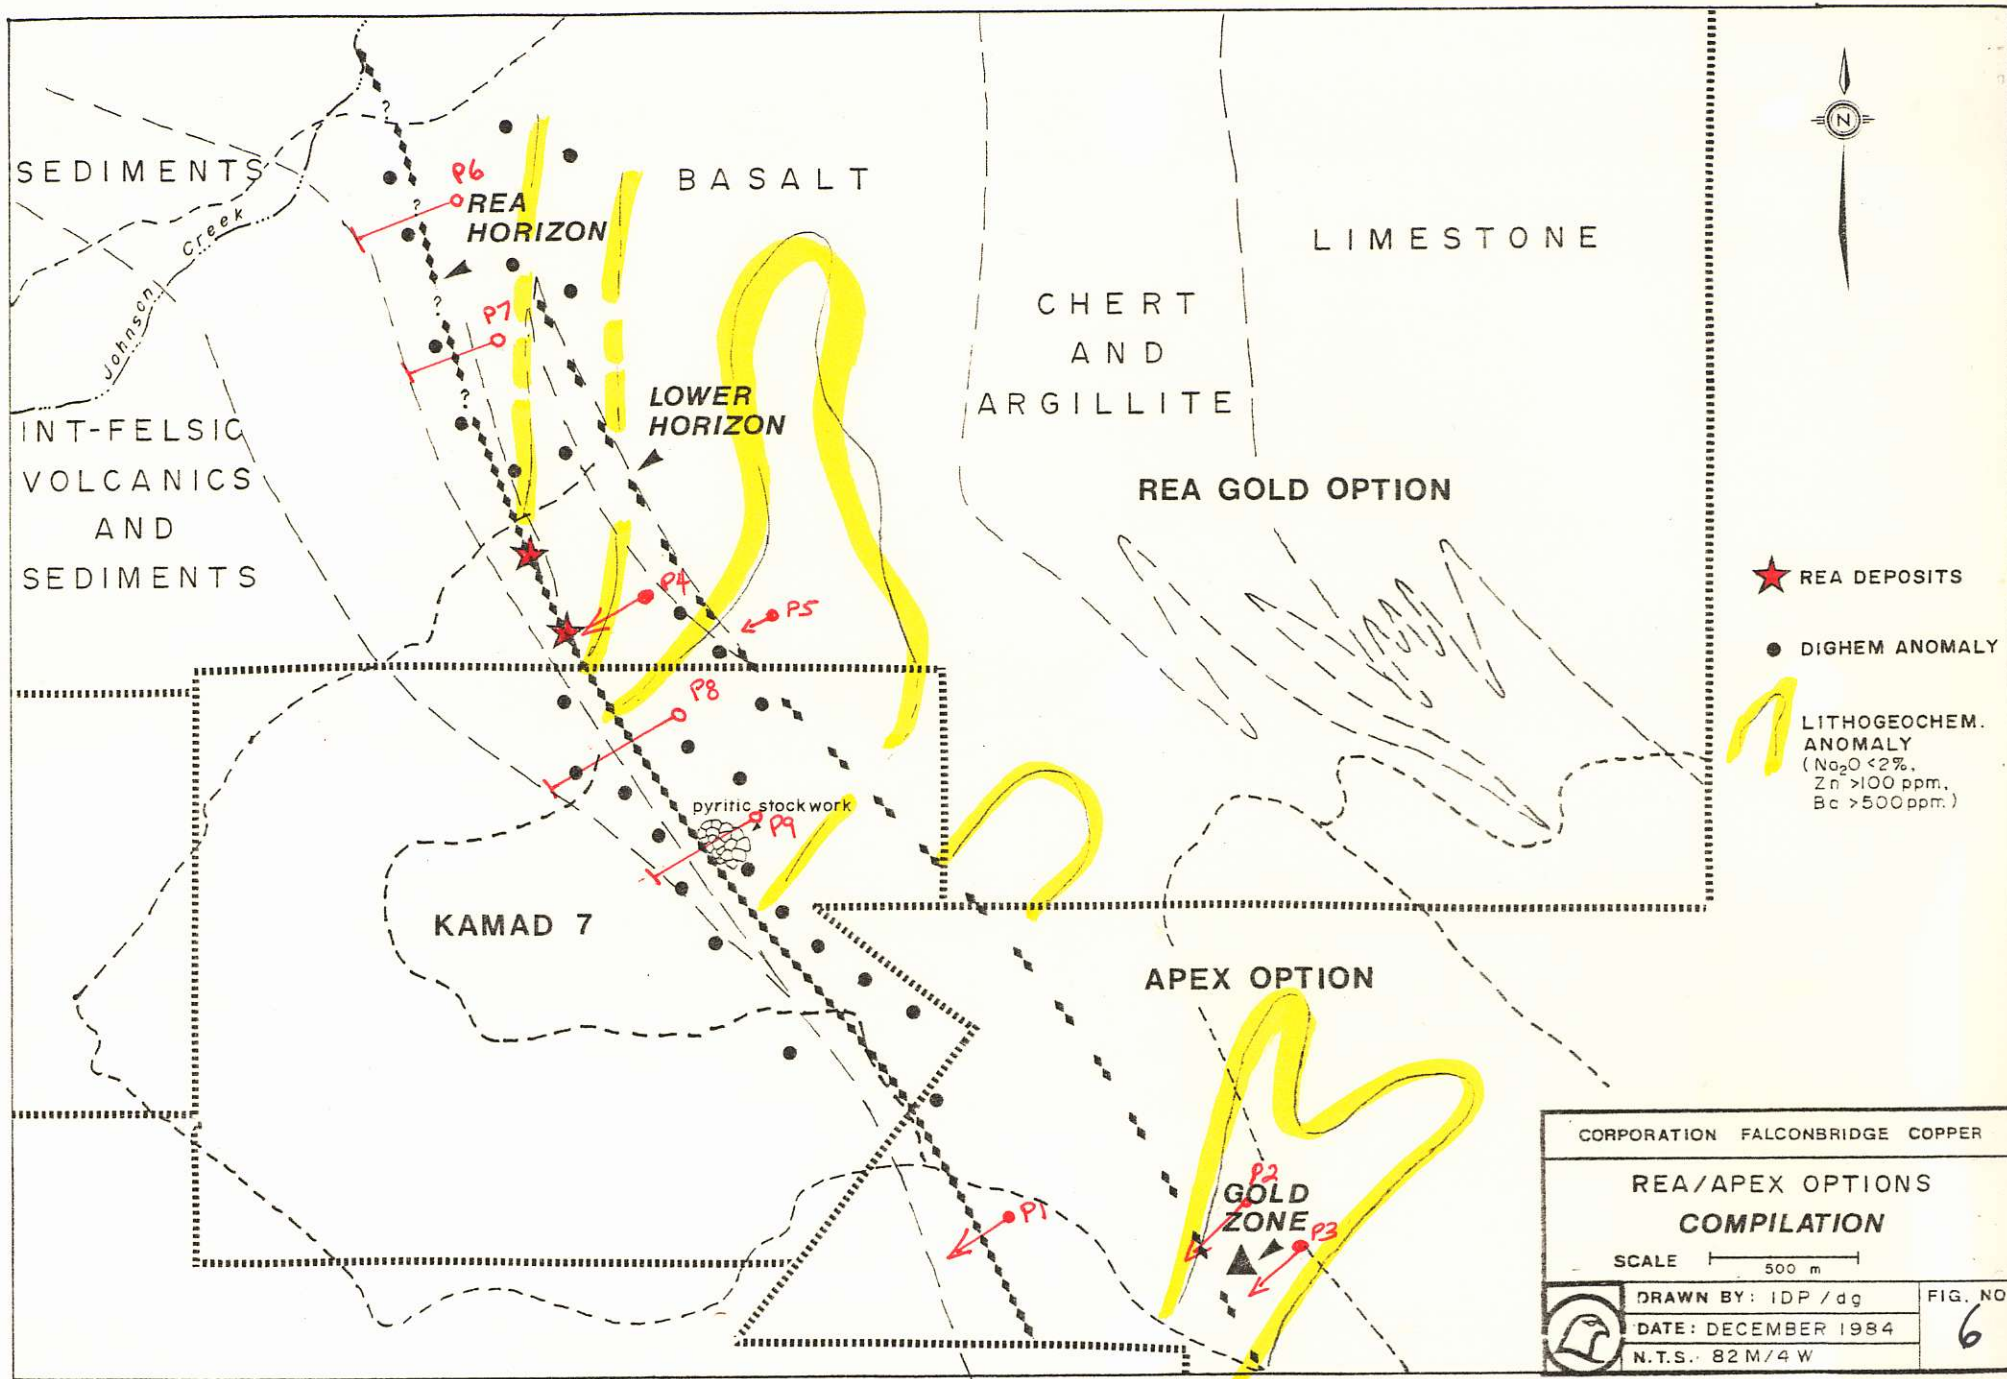 SEDIMENTS
Creek
Johnson
P6
REA
HORIZON
BASALT
N
P7
LIMESTONE
CHERT
AND
ARGILLITE
LOWER
HORIZON
INT-FELSIC
VOLCANICS
AND
SEDIMENTS
REA GOLD OPTION
P4
P5
REA DEPOSITS
DIGHEM ANOMALY
LITHOGEOCHEM.
ANOMALY
(Na₂O <2%,
Zn >100 ppm,
Ba >500 ppm.)
P8
pyritic stockwork
P9
KAMAD 7
APEX OPTION
P1
P2
GOLD
ZONE
P3
?
?
?
?
CORPORATION FALCONBRIDGE COPPER
REA/APEX OPTIONS
COMPILATION
SCALE 500 m
DRAWN BY: IDP/dg
DATE: DECEMBER 1984
N.T.S. 82 M/4 W
FIG. NO
6